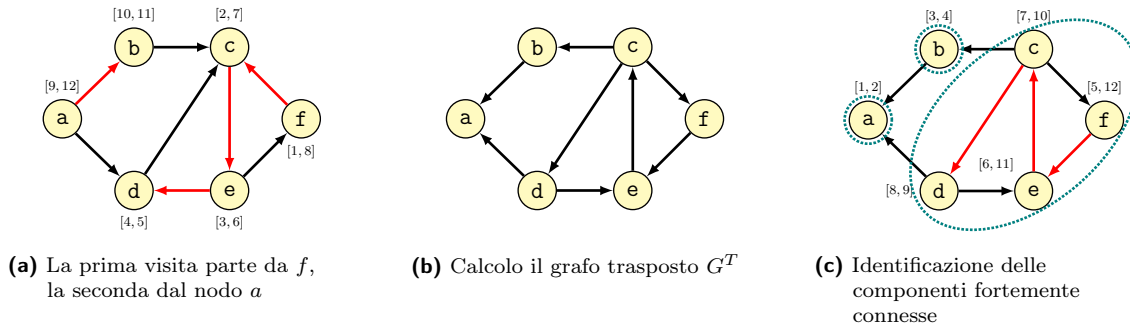 [10, 11]
[2, 7]
b
c
[9, 12]
a
f
[1, 8]
d
e
[4, 5]
[3, 6]
(a) La prima visita parte da f,
la seconda dal nodo a
b
c
a
f
d
e
(b) Calcolo il grafo trasposto G^T
[3, 4]
[7, 10]
b
c
[1, 2]
[5, 12]
a
f
[6, 11]
d
e
[8, 9]
(c) Identificazione delle
componenti fortemente
connesse